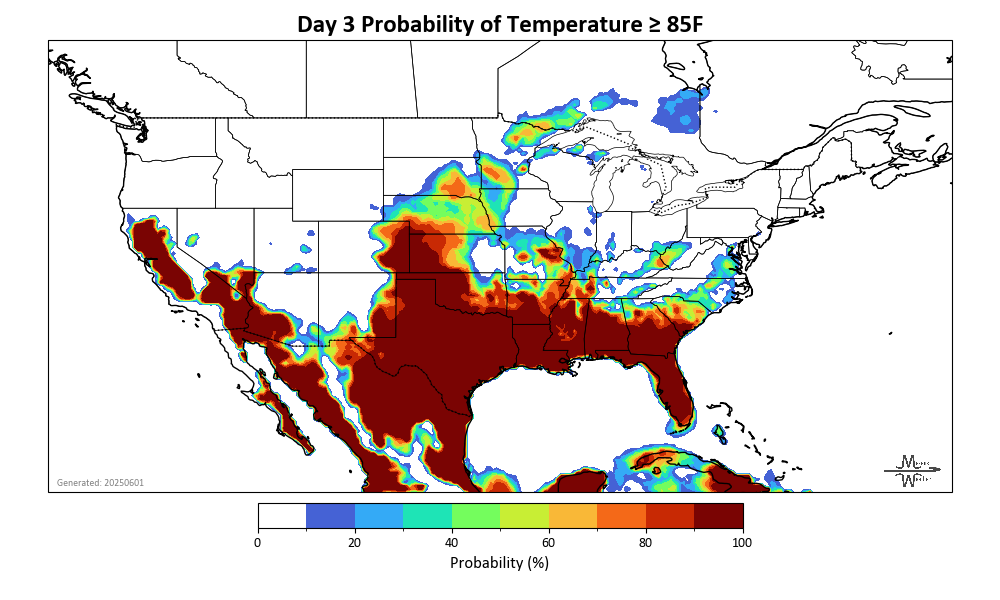 Day 3 Probability of Temperature ≥ 85F
Generated: 20250601
0 20 40 60 80 100
Probability (%)